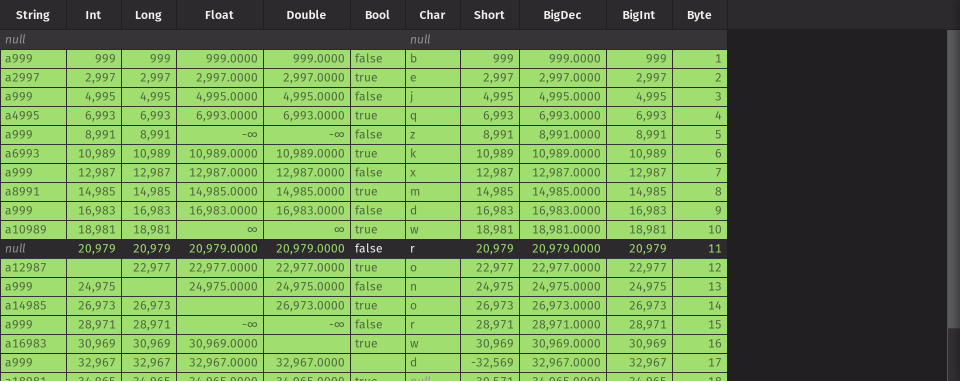 String Int Long Float Double Bool Char Short BigDec BigInt Byte
null null
a999 999 999 999.0000 999.0000 false b 999 999.0000 999 1
a2997 2,997 2,997 2,997.0000 2,997.0000 true e 2,997 2,997.0000 2,997 2
a999 4,995 4,995 4,995.0000 4,995.0000 false j 4,995 4,995.0000 4,995 3
a4995 6,993 6,993 6,993.0000 6,993.0000 true q 6,993 6,993.0000 6,993 4
a999 8,991 8,991 -∞ -∞ false z 8,991 8,991.0000 8,991 5
a6993 10,989 10,989 10,989.0000 10,989.0000 true k 10,989 10,989.0000 10,989 6
a999 12,987 12,987 12,987.0000 12,987.0000 false x 12,987 12,987.0000 12,987 7
a8991 14,985 14,985 14,985.0000 14,985.0000 true m 14,985 14,985.0000 14,985 8
a999 16,983 16,983 16,983.0000 16,983.0000 false d 16,983 16,983.0000 16,983 9
a10989 18,981 18,981 ∞ ∞ true w 18,981 18,981.0000 18,981 10
null 20,979 20,979 20,979.0000 20,979.0000 false r 20,979 20,979.0000 20,979 11
a12987 22,977 22,977.0000 22,977.0000 true o 22,977 22,977.0000 22,977 12
a999 24,975 24,975.0000 24,975.0000 false n 24,975 24,975.0000 24,975 13
a14985 26,973 26,973 26,973.0000 true o 26,973 26,973.0000 26,973 14
a999 28,971 28,971 -∞ -∞ false r 28,971 28,971.0000 28,971 15
a16983 30,969 30,969 30,969.0000 true w 30,969 30,969.0000 30,969 16
a999 32,967 32,967 32,967.0000 32,967.0000 d -32,569 32,967.0000 32,967 17
a18981 34,965 34,965 34,965.0000 34,965.0000 true null -30,571 34,965.0000 34,965 18